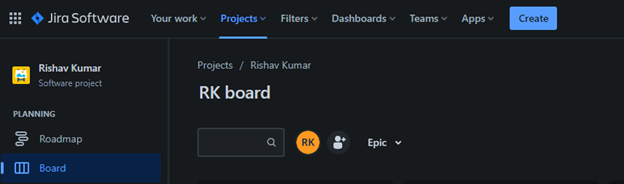 Jira Software Your work Projects Filters Dashboards Teams Apps Create
Rishav Kumar
Software project
PLANNING
Roadmap
Board
Projects / Rishav Kumar
RK board
RK Epic